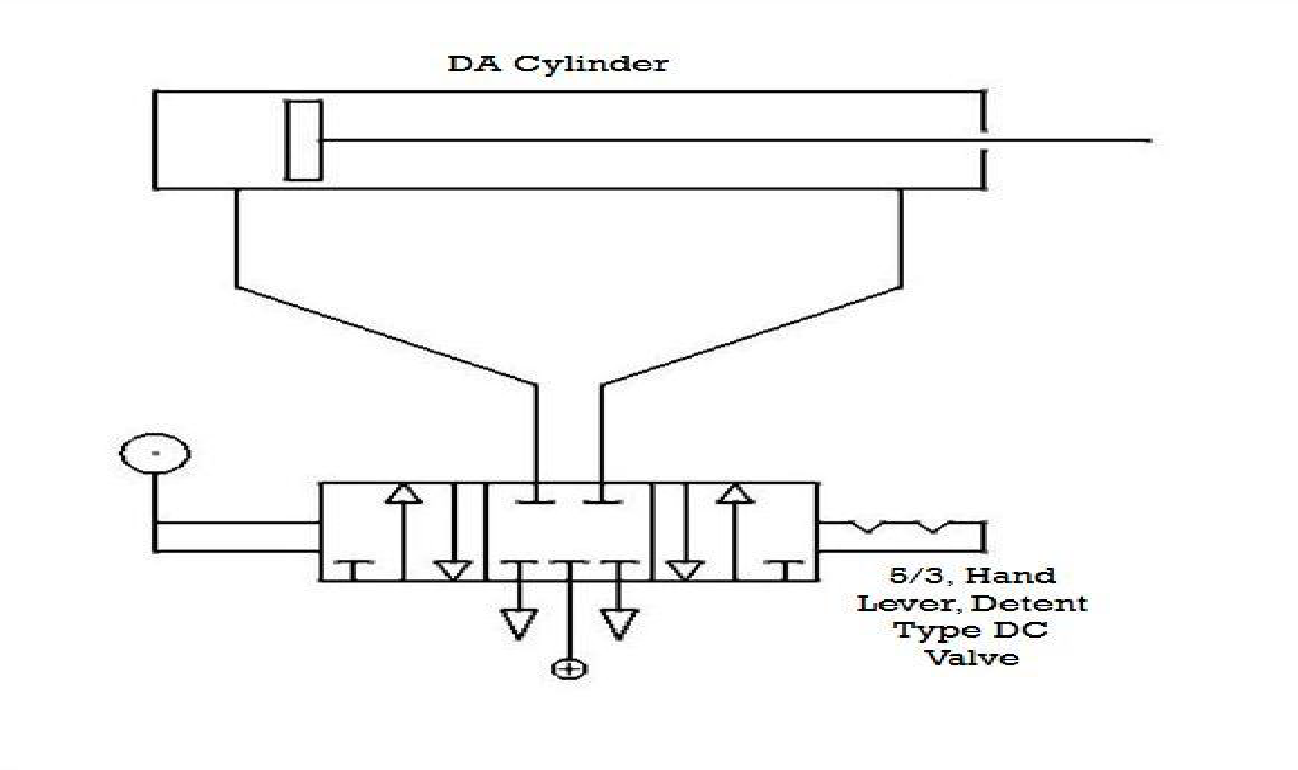 DA Cylinder
5/3, Hand
Lever, Detent
Type DC
Valve